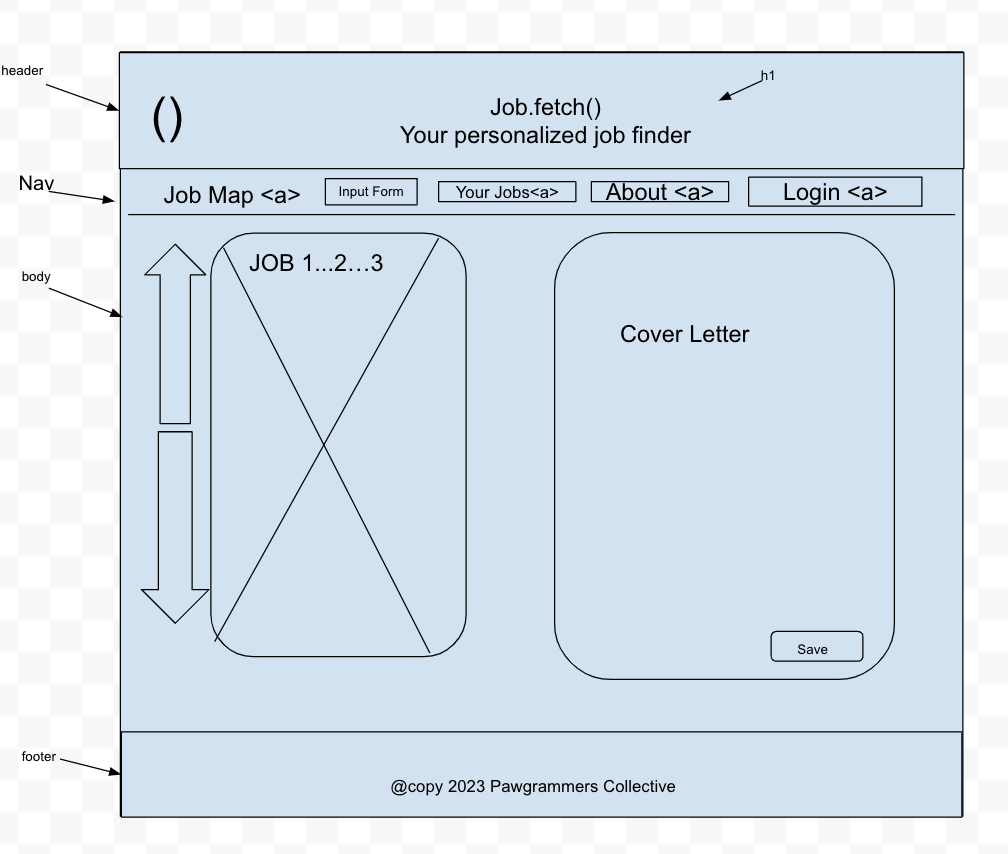 header
h1
()
Job.fetch()
Your personalized job finder
Nav
Job Map <a>
Input Form
Your Jobs<a>
About <a>
Login <a>
body
JOB 1...2…3
Cover Letter
Save
footer
@copy 2023 Pawgrammers Collective